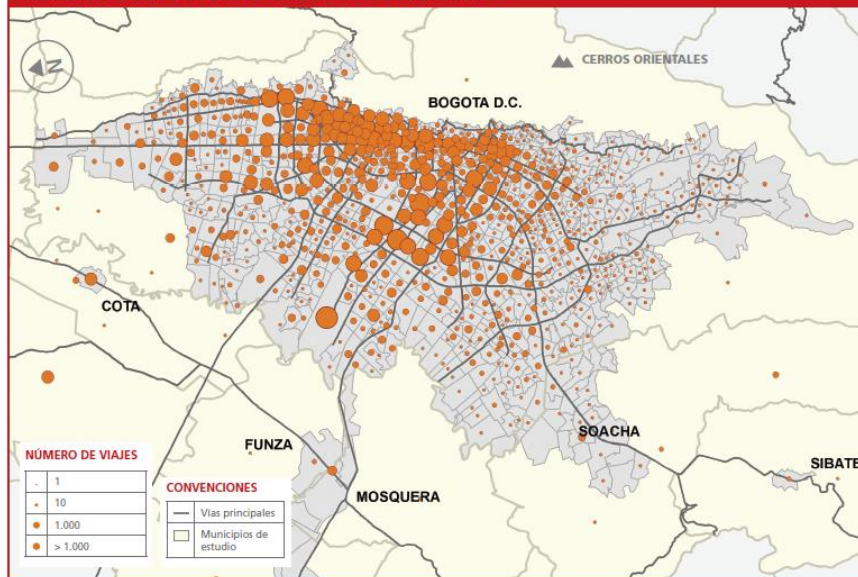 N
CERROS ORIENTALES
BOGOTA D.C.
COTA
FUNZA
MOSQUERA
SOACHA
SIBATE
NÚMERO DE VIAJES
1
10
1.000
> 1.000
CONVENCIONES
Vías principales
Municipios de
estudio